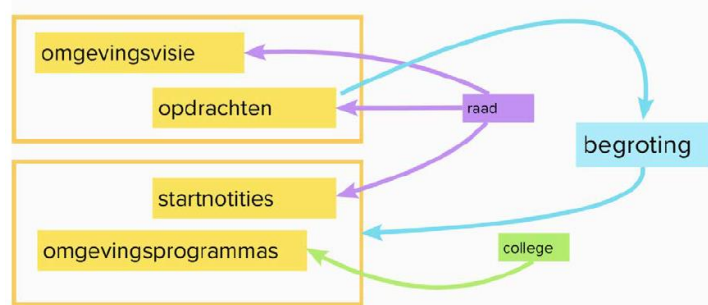 omgevingsvisie
opdrachten
raad
begroting
startnotities
omgevingsprogrammas
college